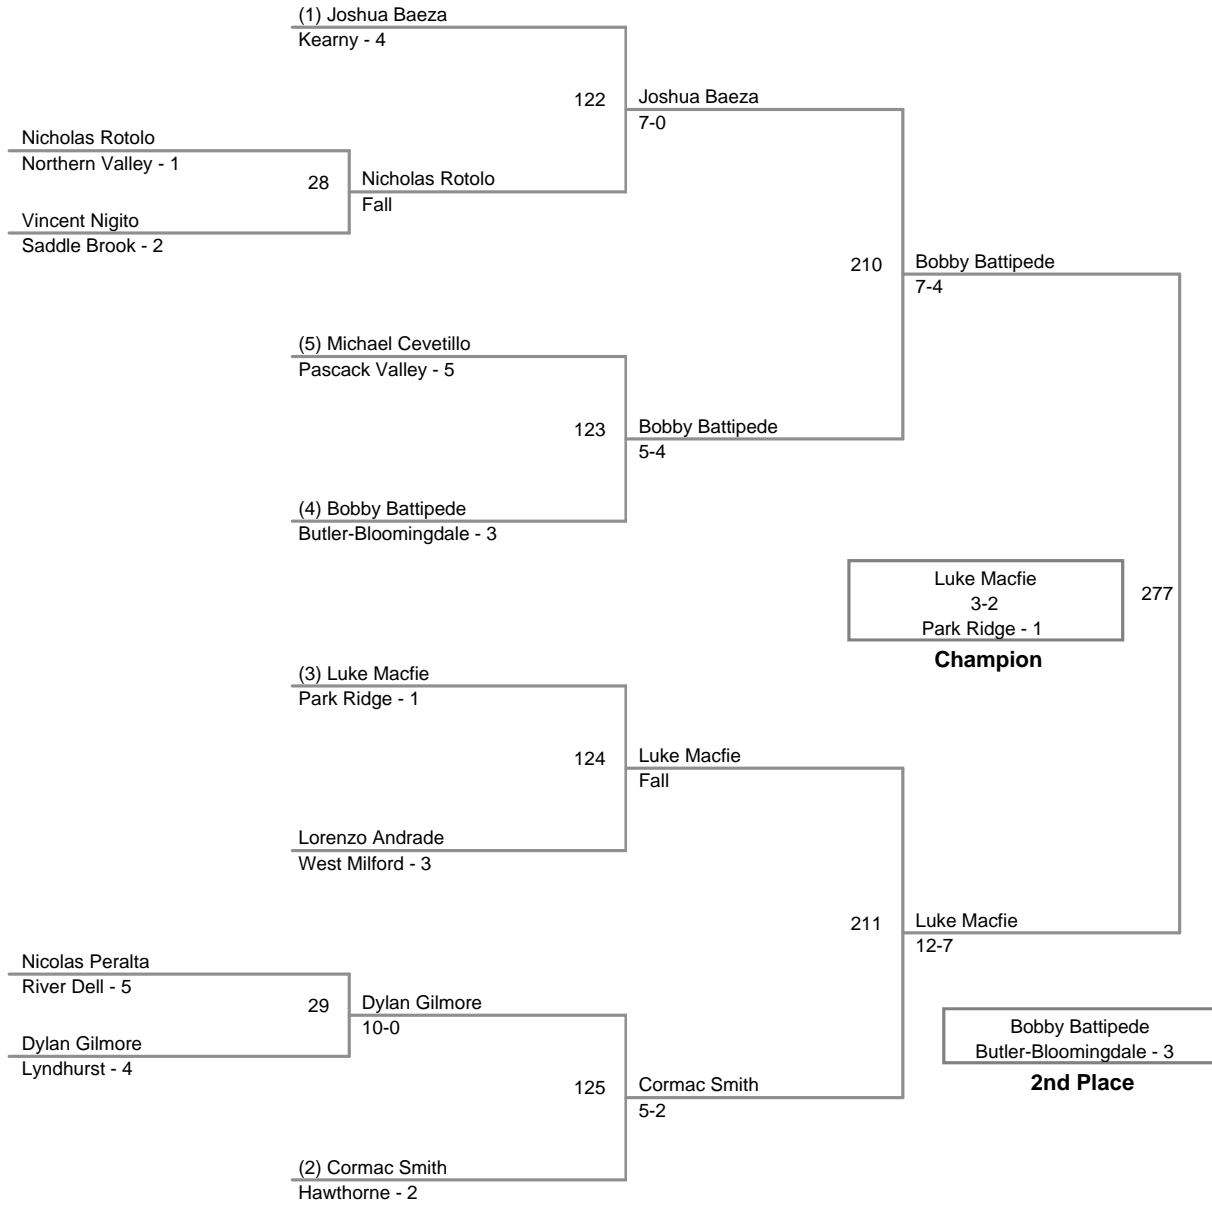 (1) Joshua Baeza
Kearny - 4
122
Joshua Baeza
7-0
Nicholas Rotolo
Northern Valley - 1
28
Nicholas Rotolo
Fall
Vincent Nigito
Saddle Brook - 2
210
Bobby Battipede
7-4
(5) Michael Cevetillo
Pascack Valley - 5
123
Bobby Battipede
5-4
(4) Bobby Battipede
Butler-Bloomingdale - 3
Luke Macfie
3-2
Park Ridge - 1
Champion
277
(3) Luke Macfie
Park Ridge - 1
124
Luke Macfie
Fall
Lorenzo Andrade
West Milford - 3
211
Luke Macfie
12-7
Nicolas Peralta
River Dell - 5
29
Dylan Gilmore
10-0
Dylan Gilmore
Lyndhurst - 4
Bobby Battipede
Butler-Bloomingdale - 3
2nd Place
125
Cormac Smith
5-2
(2) Cormac Smith
Hawthorne - 2